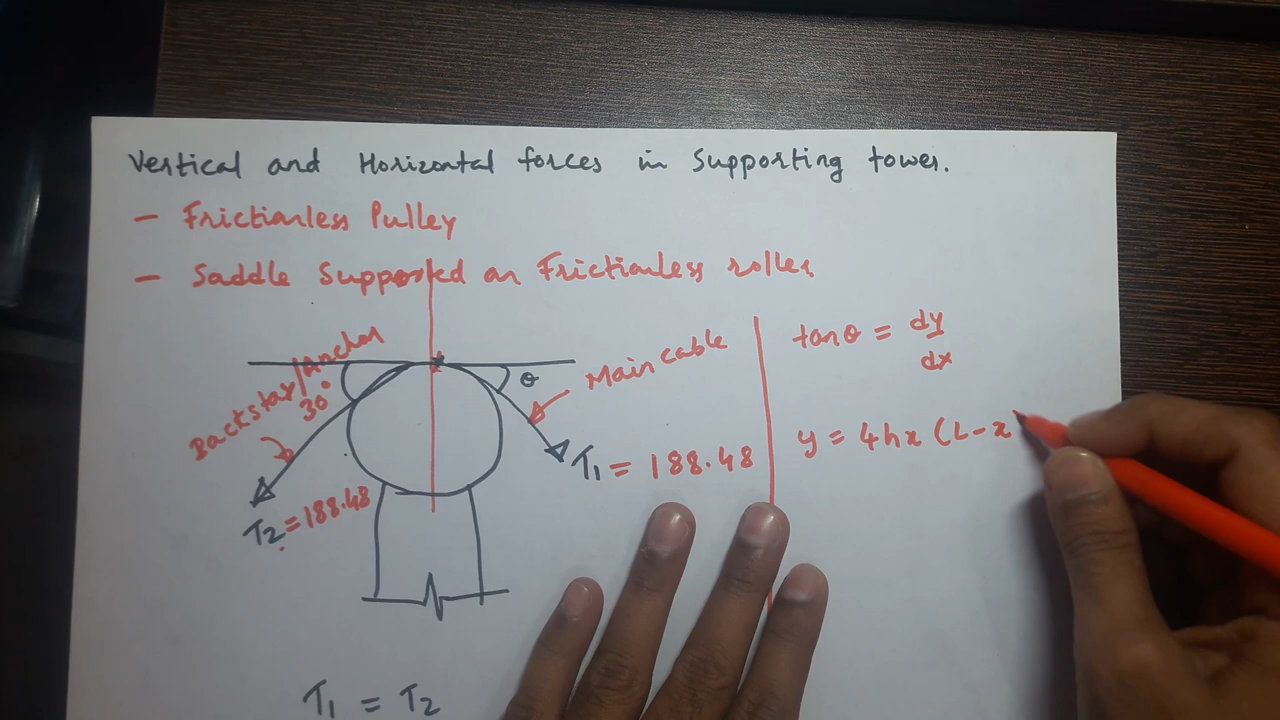 Vertical and Horizontal forces in Supporting tower.
- Frictionless Pulley
- Saddle Supported on Frictionless roller
Backstay/Anchor
30°
θ
Main cable
T2 = 188.48
T1 = 188.48
T1 = T2
tanθ = dy
dx
y = 4hx (L-x)